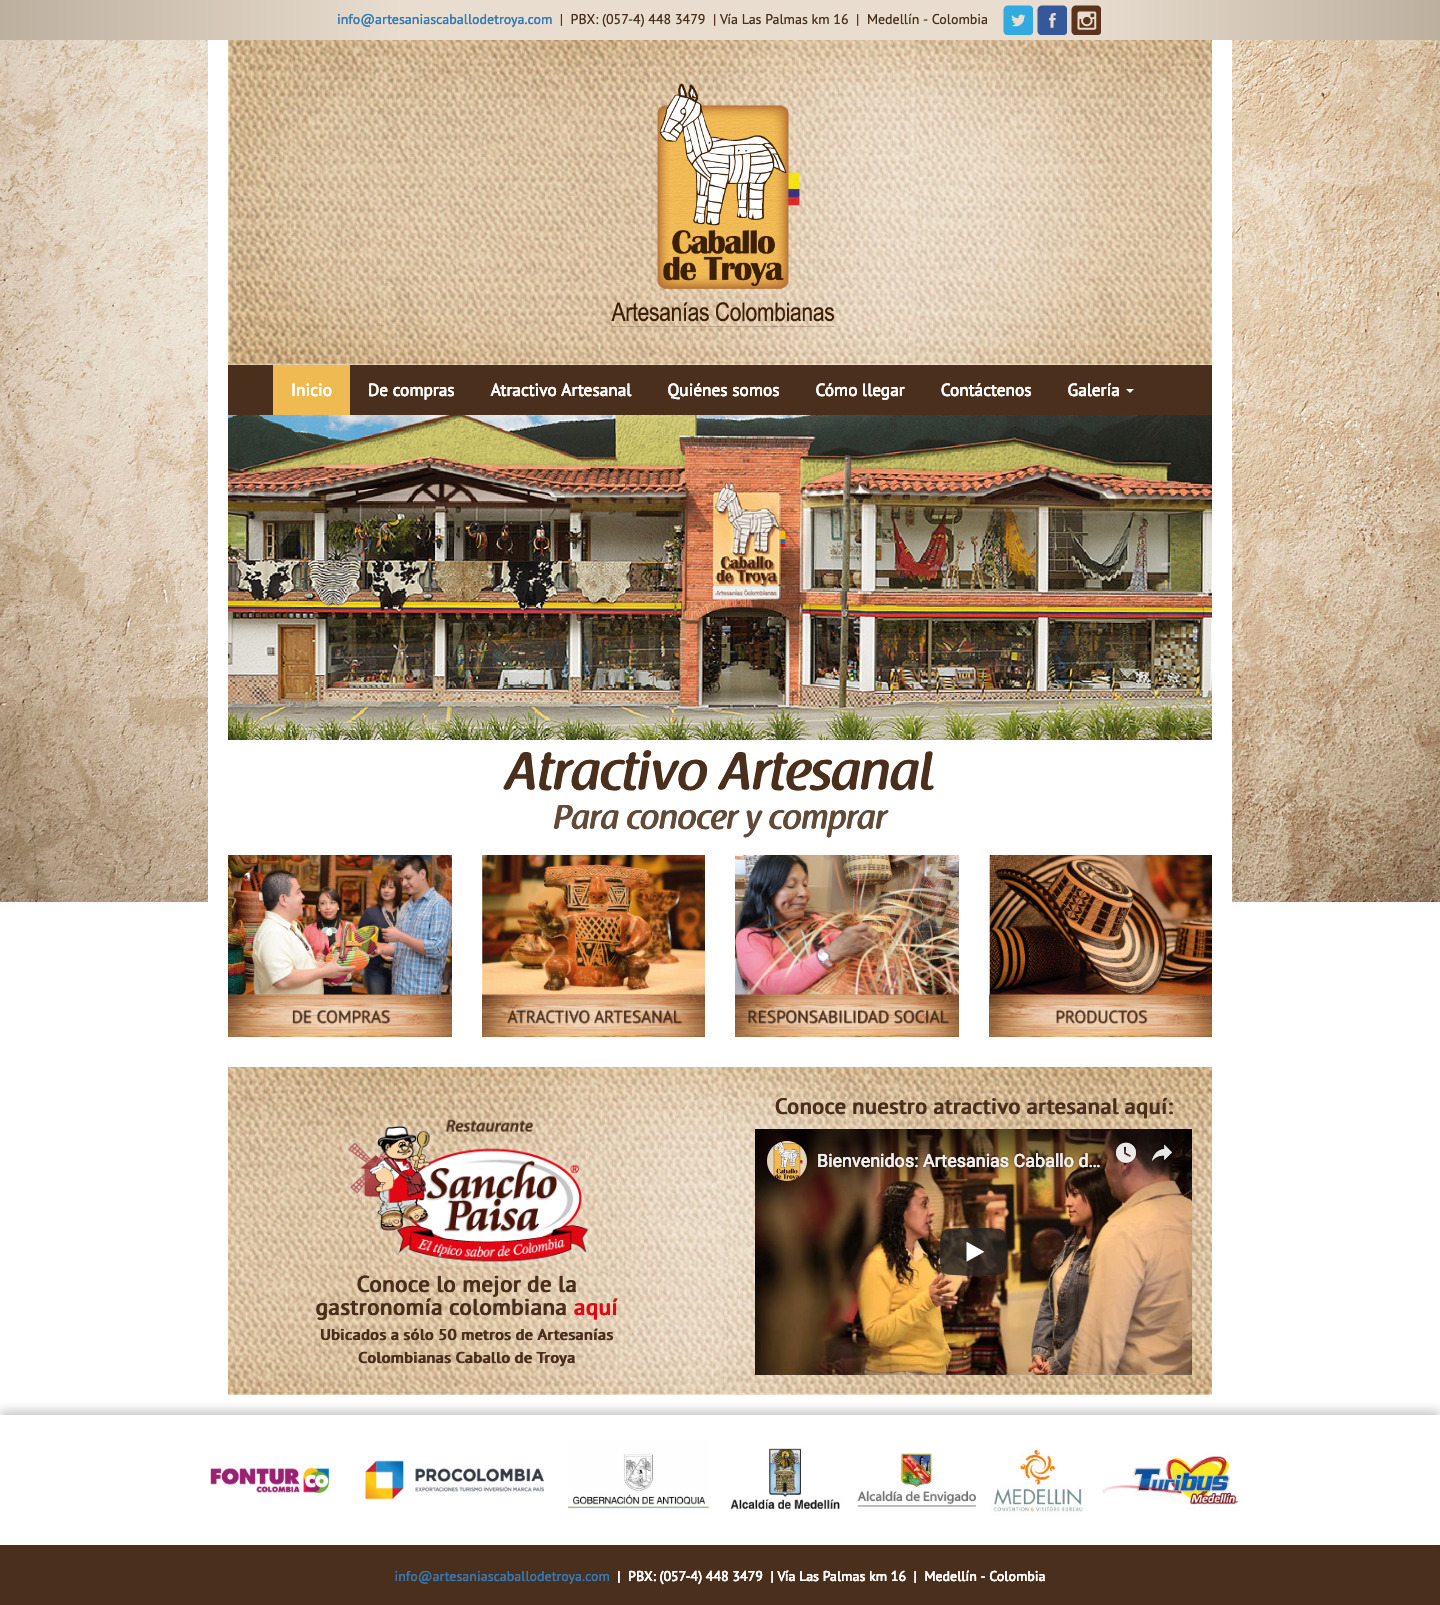 info@artesaniascaballodetroya.com | PBX: (057-4) 448 3479 | Vía Las Palmas km 16 | Medellín - Colombia
Caballo
de Troya
Artesanías Colombianas
Inicio De compras Atractivo Artesanal Quiénes somos Cómo llegar Contáctenos Galería
Caballo
de Troya
Artesanías Colombianas
Atractivo Artesanal
Para conocer y comprar
DE COMPRAS ATRACTIVO ARTESANAL RESPONSABILIDAD SOCIAL PRODUCTOS
Restaurante
Sancho
Paisa®
El típico sabor de Colombia
Conoce lo mejor de la
gastronomía colombiana aquí
Ubicados a sólo 50 metros de Artesanías
Colombianas Caballo de Troya
Conoce nuestro atractivo artesanal aquí:
Caballo
de Troya
Bienvenidos: Artesanias Caballo d...
FONTUR CO
COLOMBIA
PROCOLOMBIA
EXPORTACIONES TURISMO INVERSIÓN MARCA PAÍS
GOBERNACIÓN DE ANTIOQUIA
Alcaldía de Medellín
Alcaldía de Envigado
MEDELLIN
CONVENTION & VISITORS BUREAU
Turibus
Medellín
info@artesaniascaballodetroya.com | PBX: (057-4) 448 3479 | Vía Las Palmas km 16 | Medellín - Colombia